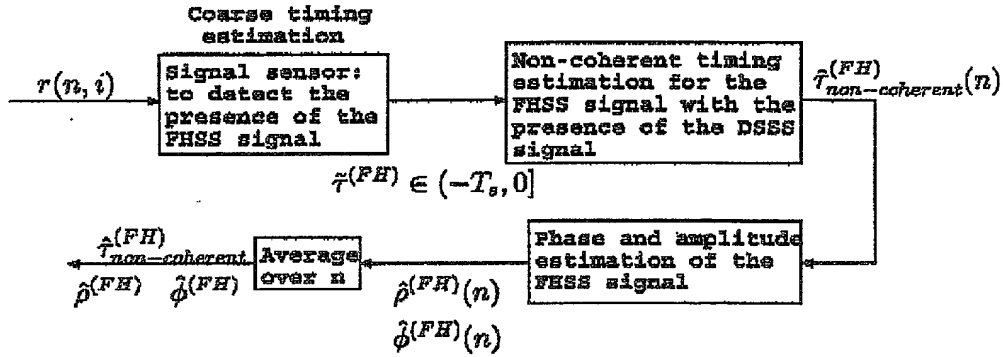 Coarse timing
estimation
r(n, i)
Signal sensor:
to detect the
presence of the
FHSS signal
Non-coherent timing
estimation for the
FHSS signal with the
presence of the DSSS
signal
τ̂^{(FH)}_{non-coherent}(n)
τ̃^{(FH)} ∈ (−T_s, 0]
Phase and amplitude
estimation of the
FHSS signal
ρ̂^{(FH)}(n)
φ̂^{(FH)}(n)
Average
over n
τ̂^{(FH)}_{non-coherent}
ρ̂^{(FH)} φ̂^{(FH)}